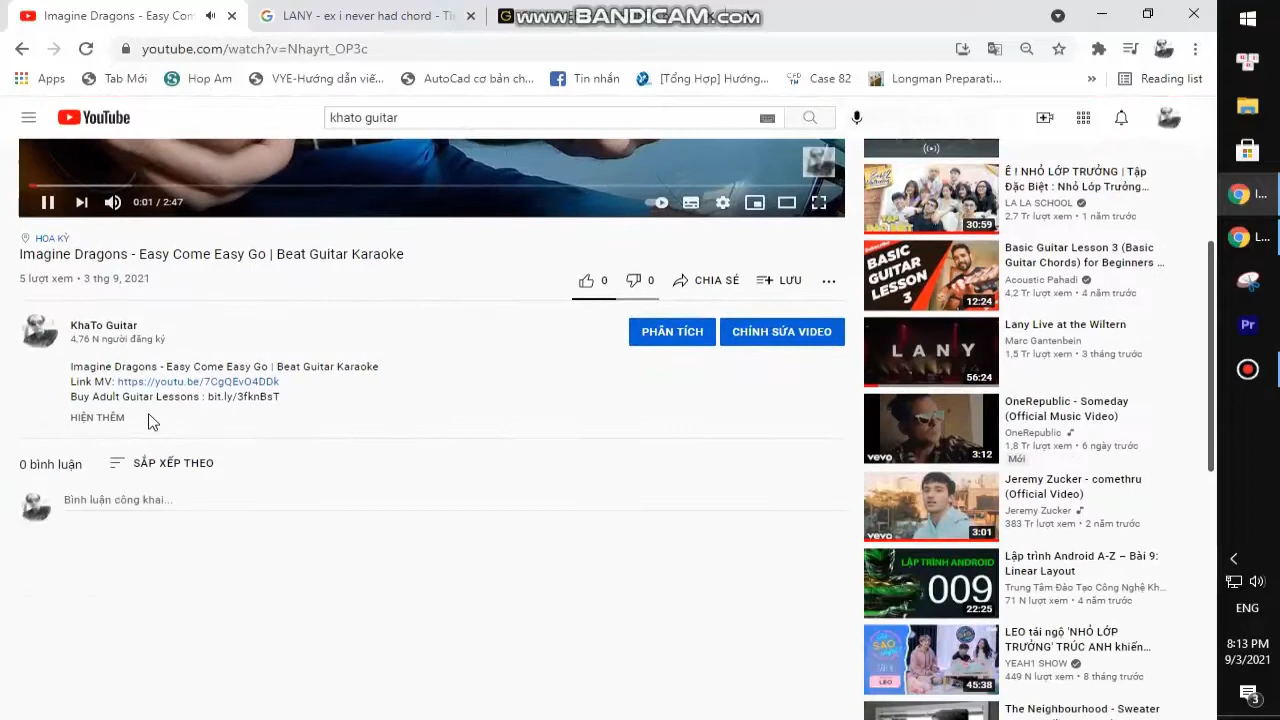 Imagine Dragons - Easy Com
LANY - ex i never had chord - Ti
www.BANDICAM.com
youtube.com/watch?v=Nhayrt_OP3c
Apps
Tab Mới
Hop Am
VYE-Hướng dẫn viế...
AutoCad cơ bản ch...
Tin nhắn
[Tổng Hợp] Hướng...
Case 82
Longman Preparati...
»
Reading list
YouTube
khato guitar
0:01 / 2:47
HOA KỲ
Imagine Dragons - Easy Come Easy Go | Beat Guitar Karaoke
5 lượt xem • 3 thg 9, 2021
0
0
CHIA SẺ
LƯU
KhaTo Guitar
4,76 N người đăng ký
PHÂN TÍCH
CHỈNH SỬA VIDEO
Imagine Dragons - Easy Come Easy Go | Beat Guitar Karaoke
Link MV: https://youtu.be/7CgQEvO4DDk
Buy Adult Guitar Lessons : bit.ly/3fknBsT
HIỆN THÊM
0 bình luận
SẮP XẾP THEO
Bình luận công khai...
30:59
Ê ! NHỎ LỚP TRƯỞNG | Tập
Đặc Biệt : Nhỏ Lớp Trưởng...
LA LA SCHOOL
2,7 Tr lượt xem • 1 năm trước
BASIC
GUITAR
LESSON
3
12:24
Basic Guitar Lesson 3 (Basic
Guitar Chords) for Beginners ...
Acoustic Pahadi
4,2 Tr lượt xem • 4 năm trước
LANY
56:24
Lany Live at the Wiltern
Marc Gantenbein
1,5 Tr lượt xem • 3 tháng trước
vevo
3:12
OneRepublic - Someday
(Official Music Video)
OneRepublic
1,8 Tr lượt xem • 6 ngày trước
Mới
vevo
3:01
Jeremy Zucker - comethru
(Official Video)
Jeremy Zucker
383 Tr lượt xem • 2 năm trước
LẬP TRÌNH ANDROID
009
22:25
Lập trình Android A-Z – Bài 9:
Linear Layout
Trung Tâm Đào Tạo Công Nghệ Kh...
71 N lượt xem • 4 năm trước
SAO
LEO
45:38
LEO tái ngộ 'NHỎ LỚP
TRƯỞNG' TRÚC ANH khiến...
YEAH1 SHOW
449 N lượt xem • 8 tháng trước
The Neighbourhood - Sweater
I...
L...
Pr
ENG
8:13 PM
9/3/2021
3